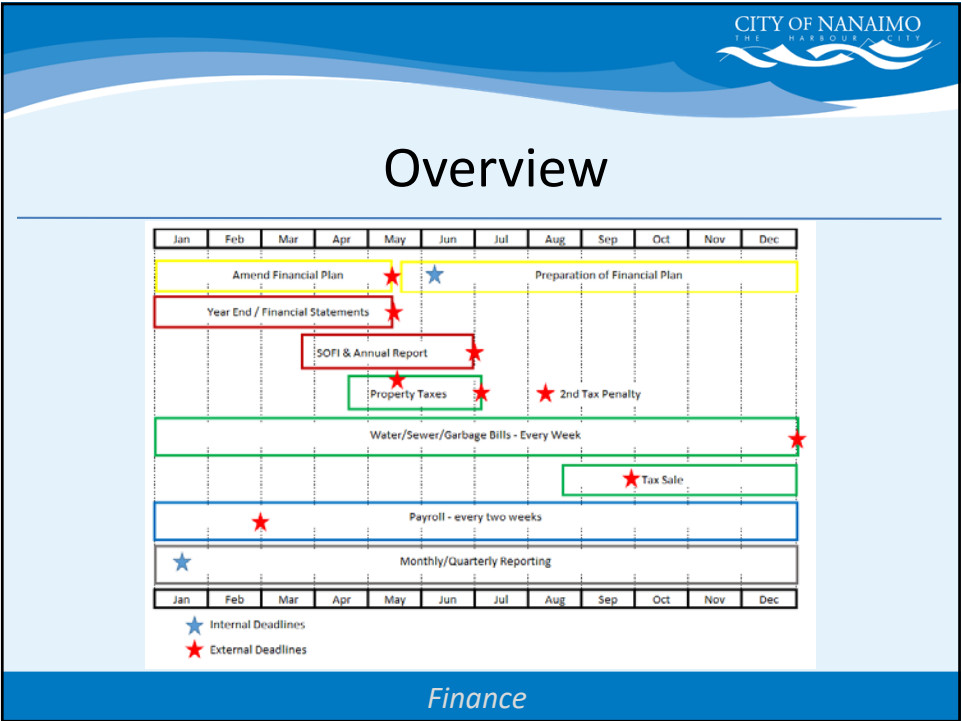 CITY OF NANAIMO
THE HARBOUR CITY
Overview
Jan Feb Mar Apr May Jun Jul Aug Sep Oct Nov Dec
Amend Financial Plan Preparation of Financial Plan
Year End / Financial Statements
SOFI & Annual Report
Property Taxes 2nd Tax Penalty
Water/Sewer/Garbage Bills - Every Week
Tax Sale
Payroll - every two weeks
Monthly/Quarterly Reporting
Jan Feb Mar Apr May Jun Jul Aug Sep Oct Nov Dec
Internal Deadlines
External Deadlines
Finance